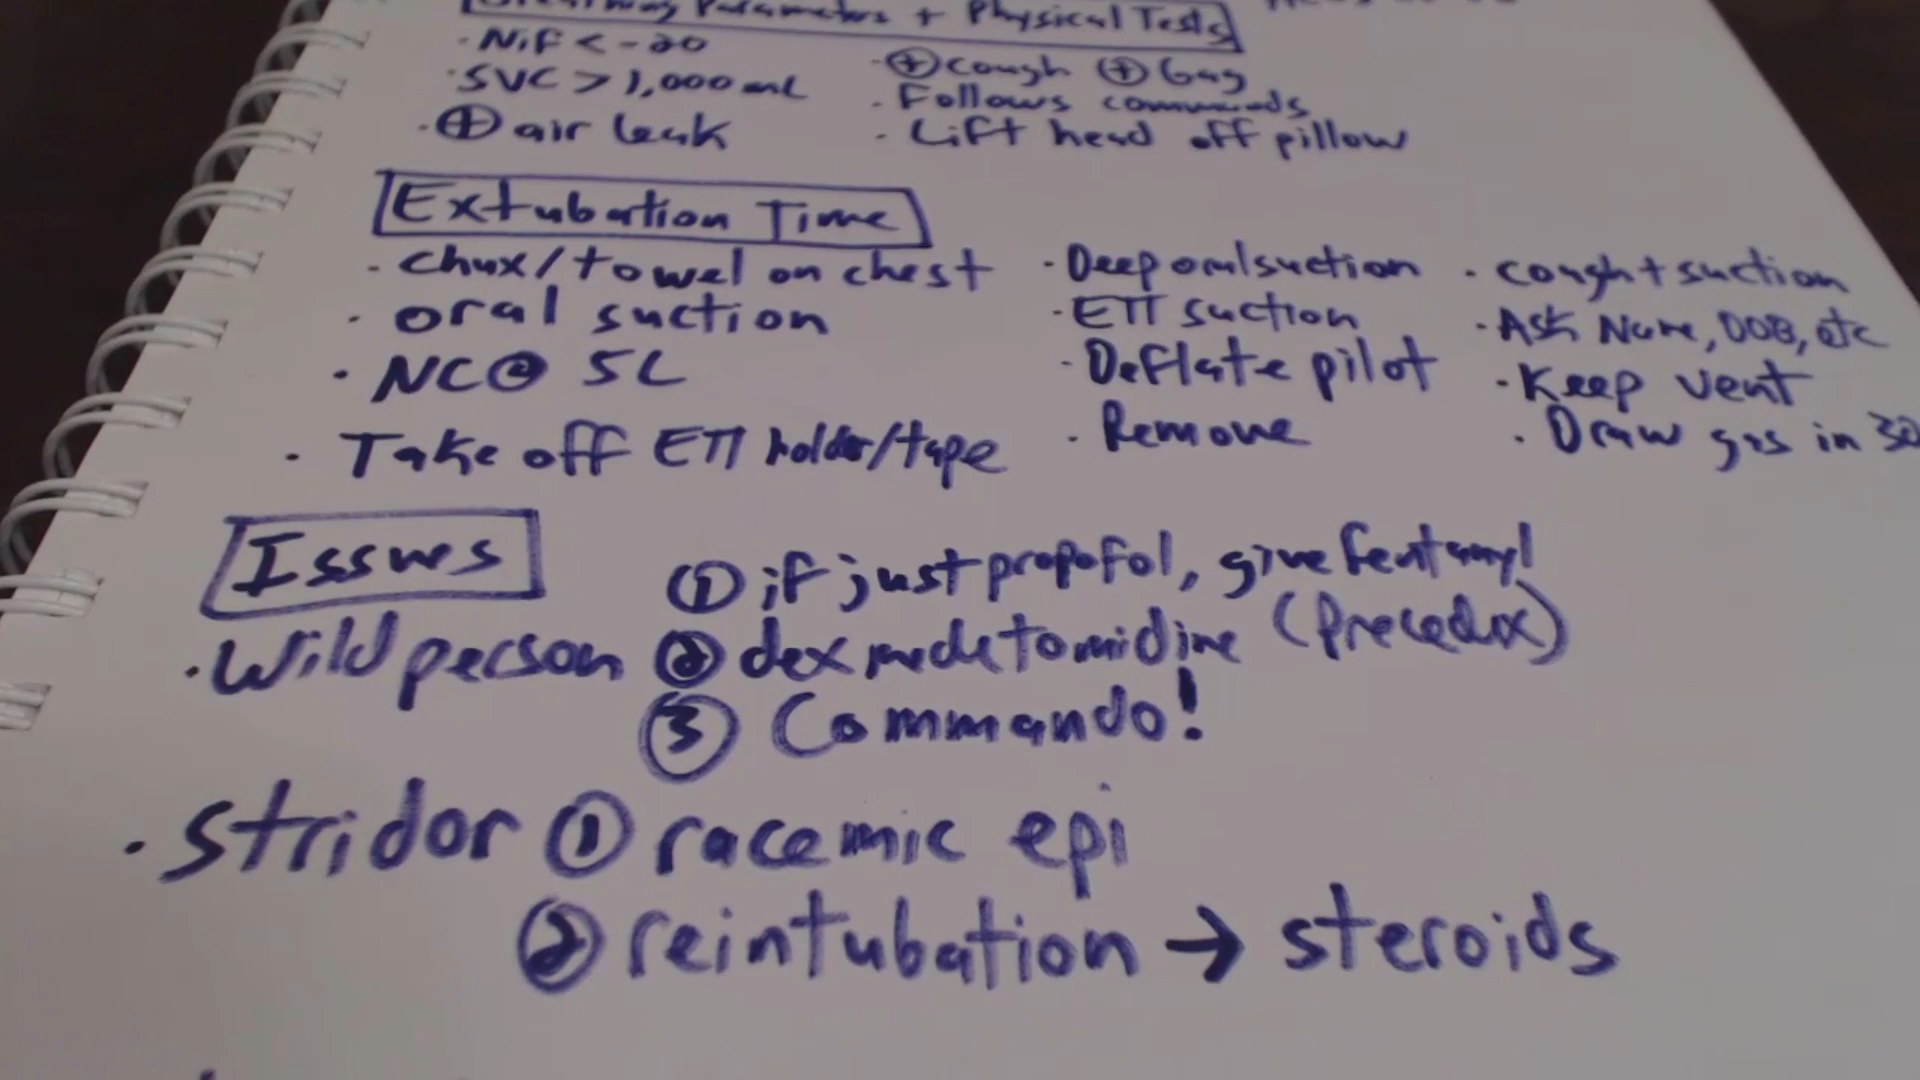 Breathing Parameters + Physical Tests
· NIF < -20
· SVC > 1,000 mL
· ⊕ air leak
· ⊕ cough ⊕ Gag
· Follows commands
· Lift head off pillow
Extubation Time
· Chux/towel on chest
· oral suction
· NC @ 5L
· Take off ETT holder/tape
· Deep oral suction
· ETT suction
· Deflate pilot
· Remove
· cough + suction
· Ask Name, DOB, etc
· Keep vent
· Draw gas in 30
Issues
· Wild person
① if just propofol, give fentanyl
② dexmedetomidine (Precedex)
③ Commando!
· Stridor ① racemic epi
② reintubation → steroids